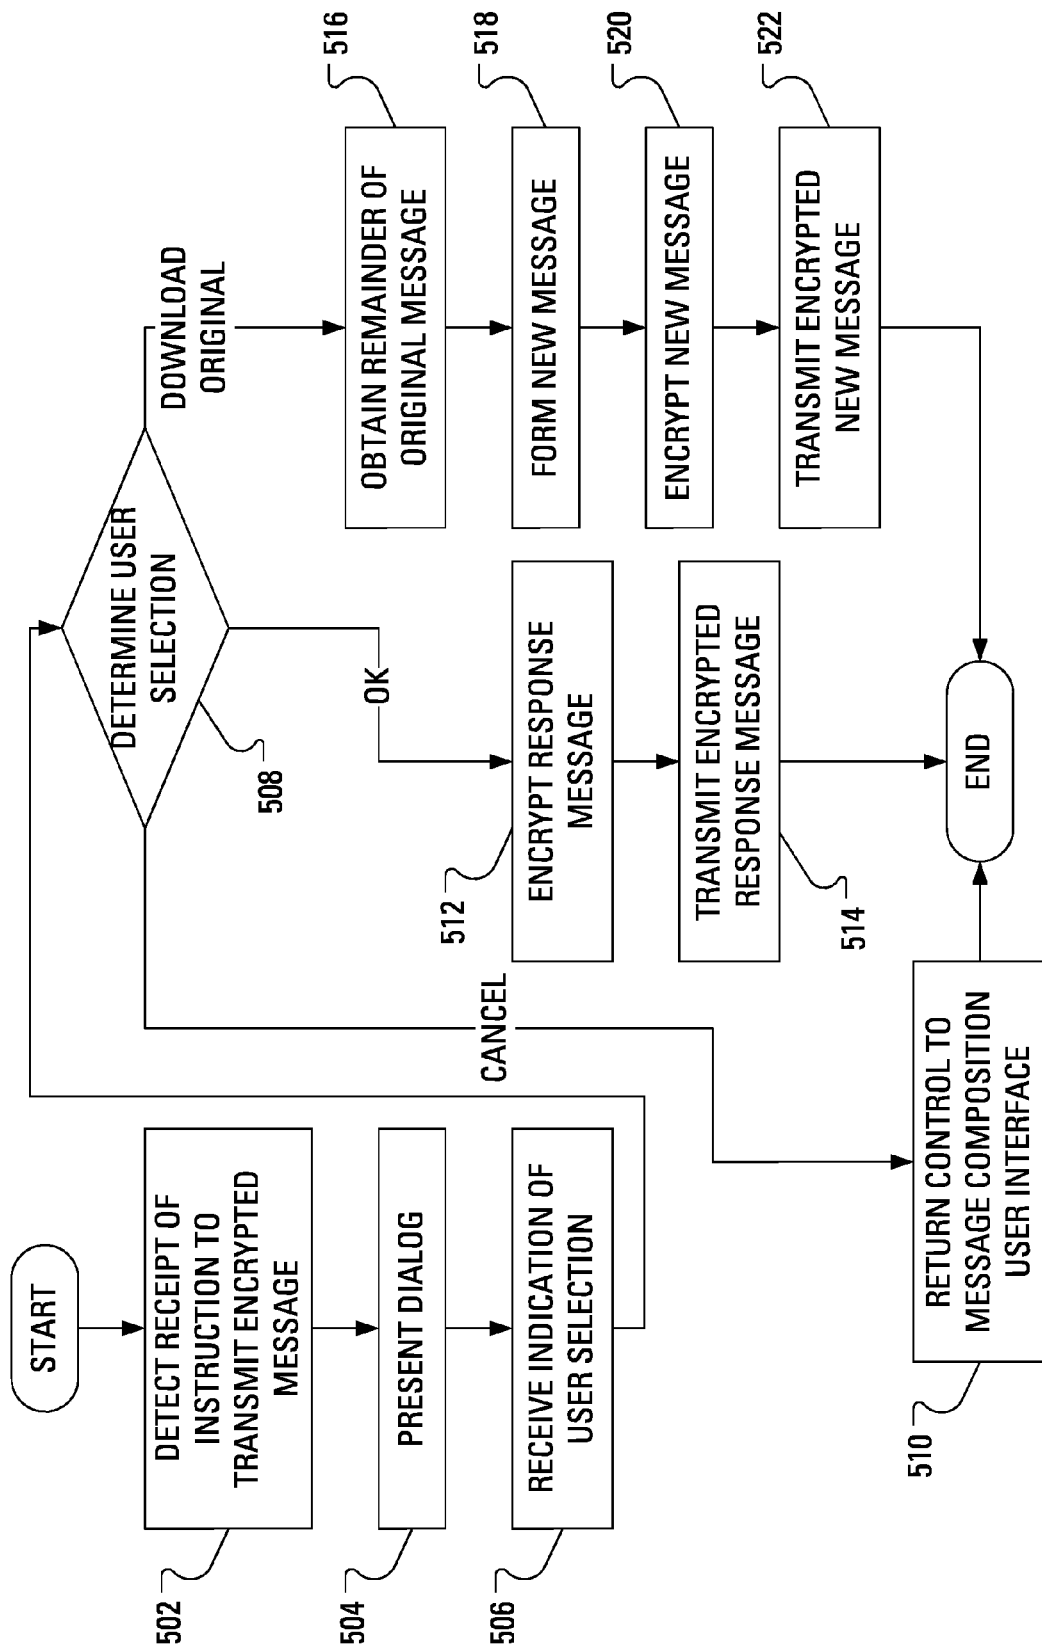 START
DETECT RECEIPT OF
INSTRUCTION TO
TRANSMIT ENCRYPTED
MESSAGE
502
PRESENT DIALOG
504
RECEIVE INDICATION OF
USER SELECTION
506
DETERMINE USER
SELECTION
508
CANCEL
RETURN CONTROL TO
MESSAGE COMPOSITION
USER INTERFACE
510
OK
ENCRYPT RESPONSE
MESSAGE
512
TRANSMIT ENCRYPTED
RESPONSE MESSAGE
514
DOWNLOAD
ORIGINAL
OBTAIN REMAINDER OF
ORIGINAL MESSAGE
516
FORM NEW MESSAGE
518
ENCRYPT NEW MESSAGE
520
TRANSMIT ENCRYPTED
NEW MESSAGE
522
END